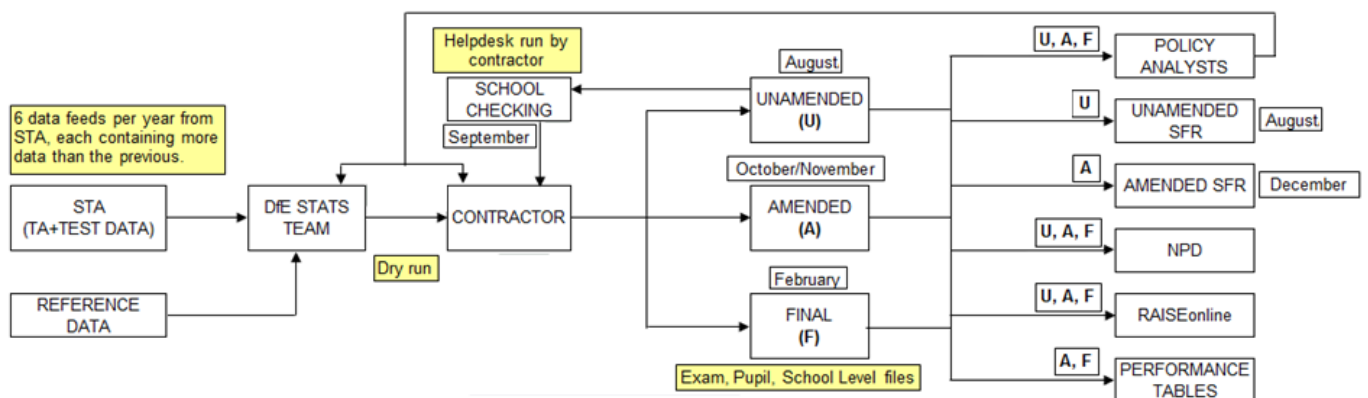 Helpdesk run by
contractor
SCHOOL
CHECKING
September
6 data feeds per year from
STA, each containing more
data than the previous.
STA
(TA+TEST DATA)
REFERENCE
DATA
DfE STATS
TEAM
Dry run
CONTRACTOR
August
UNAMENDED
(U)
October/November
AMENDED
(A)
February
FINAL
(F)
Exam, Pupil, School Level files
U, A, F
POLICY
ANALYSTS
U
UNAMENDED
SFR
August
A
AMENDED SFR
December
U, A, F
NPD
U, A, F
RAISEonline
A, F
PERFORMANCE
TABLES